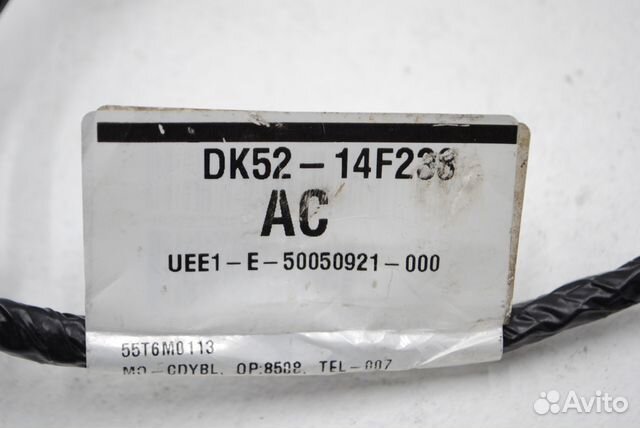 DK52-14F238
AC
UEE1-E-50050921-000
55T6M0113
MO-CDYBL, OP:8508, TEL-007
Avito